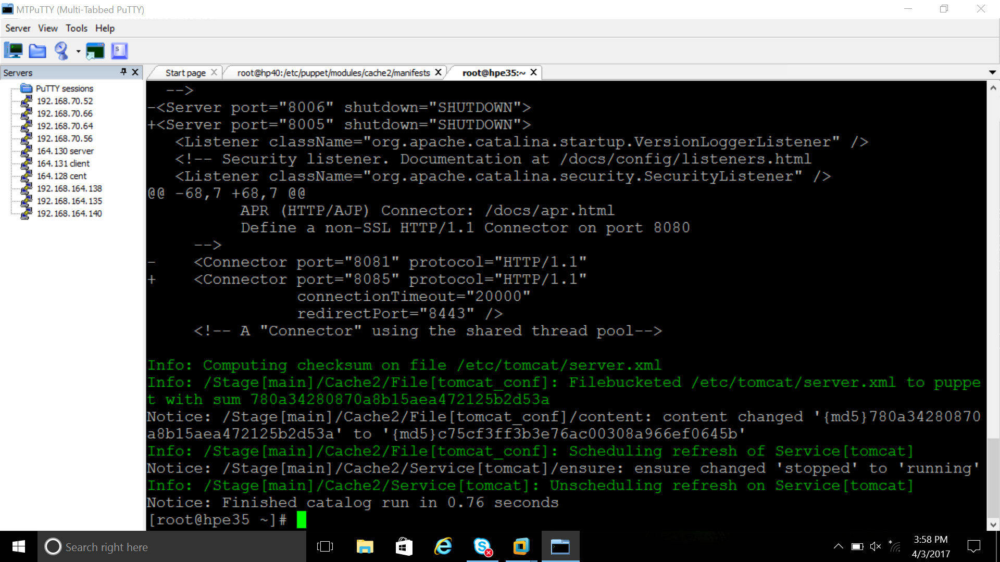 MTPuTTY (Multi-Tabbed PuTTY)
Server View Tools Help
Servers
Start page
root@hp40:/etc/puppet/modules/cache2/manifests
root@hpe35:~
PuTTY sessions
192.168.70.52
192.168.70.66
192.168.70.64
192.168.70.56
164.130 server
164.131 client
164.128 cent
192.168.164.138
192.168.164.135
192.168.164.140
  -->
-<Server port="8006" shutdown="SHUTDOWN">
+<Server port="8005" shutdown="SHUTDOWN">
   <Listener className="org.apache.catalina.startup.VersionLoggerListener" />
   <!-- Security listener. Documentation at /docs/config/listeners.html
   <Listener className="org.apache.catalina.security.SecurityListener" />
@@ -68,7 +68,7 @@
          APR (HTTP/AJP) Connector: /docs/apr.html
          Define a non-SSL HTTP/1.1 Connector on port 8080
     -->
-    <Connector port="8081" protocol="HTTP/1.1"
+    <Connector port="8085" protocol="HTTP/1.1"
                connectionTimeout="20000"
                redirectPort="8443" />
     <!-- A "Connector" using the shared thread pool-->
Info: Computing checksum on file /etc/tomcat/server.xml
Info: /Stage[main]/Cache2/File[tomcat_conf]: Filebucketed /etc/tomcat/server.xml to puppe
t with sum 780a34280870a8b15aea472125b2d53a
Notice: /Stage[main]/Cache2/File[tomcat_conf]/content: content changed '{md5}780a34280870
a8b15aea472125b2d53a' to '{md5}c75cf3ff3b3e76ac00308a966ef0645b'
Info: /Stage[main]/Cache2/File[tomcat_conf]: Scheduling refresh of Service[tomcat]
Notice: /Stage[main]/Cache2/Service[tomcat]/ensure: ensure changed 'stopped' to 'running'
Info: /Stage[main]/Cache2/Service[tomcat]: Unscheduling refresh on Service[tomcat]
Notice: Finished catalog run in 0.76 seconds
[root@hpe35 ~]#
Search right here
3:58 PM
4/3/2017